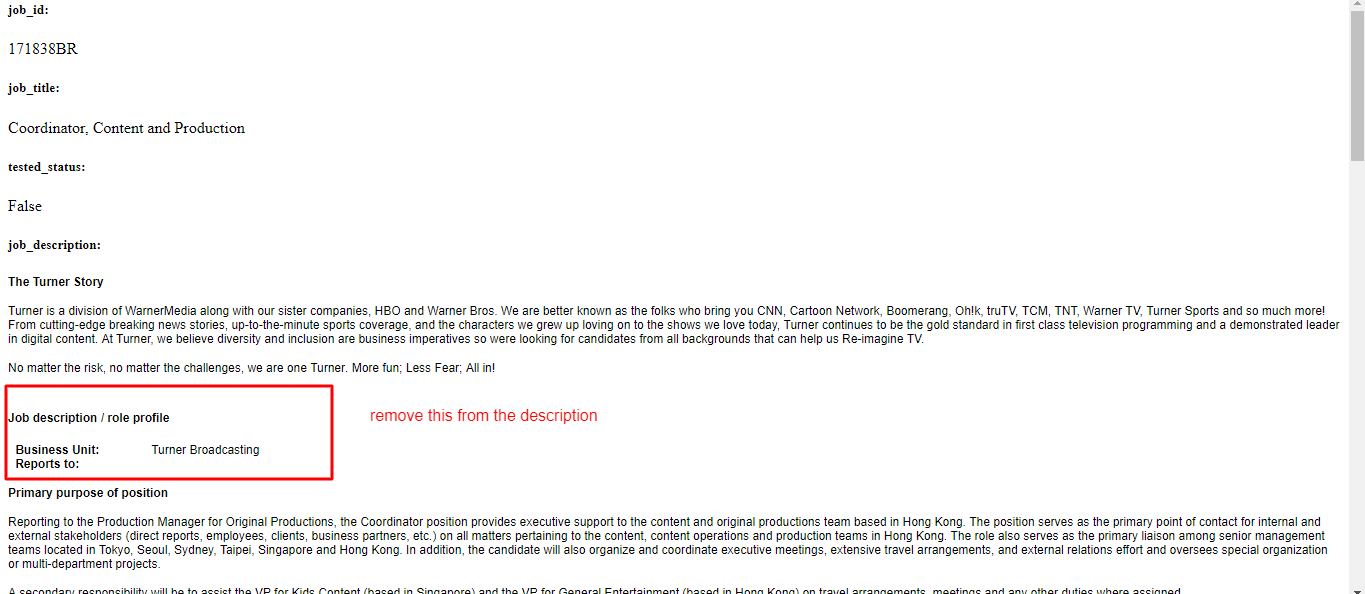 job_id:
171838BR
job_title:
Coordinator, Content and Production
tested_status:
False
job_description:
The Turner Story
Turner is a division of WarnerMedia along with our sister companies, HBO and Warner Bros. We are better known as the folks who bring you CNN, Cartoon Network, Boomerang, Oh!k, truTV, TCM, TNT, Warner TV, Turner Sports and so much more!
From cutting-edge breaking news stories, up-to-the-minute sports coverage, and the characters we grew up loving on to the shows we love today, Turner continues to be the gold standard in first class television programming and a demonstrated leader
in digital content. At Turner, we believe diversity and inclusion are business imperatives so were looking for candidates from all backgrounds that can help us Re-imagine TV.
No matter the risk, no matter the challenges, we are one Turner. More fun; Less Fear; All in!
Job description / role profile
remove this from the description
Business Unit: Turner Broadcasting
Reports to:
Primary purpose of position
Reporting to the Production Manager for Original Productions, the Coordinator position provides executive support to the content and original productions team based in Hong Kong. The position serves as the primary point of contact for internal and
external stakeholders (direct reports, employees, clients, business partners, etc.) on all matters pertaining to the content, content operations and production teams in Hong Kong. The role also serves as the primary liaison among senior management
teams located in Tokyo, Seoul, Sydney, Taipei, Singapore and Hong Kong. In addition, the candidate will also organize and coordinate executive meetings, extensive travel arrangements, and external relations effort and oversees special organization
or multi-department projects.
A secondary responsibility will be to assist the VP for Kids Content (based in Singapore) and the VP for General Entertainment (based in Hong Kong) on travel arrangements, meetings and any other duties where assigned.